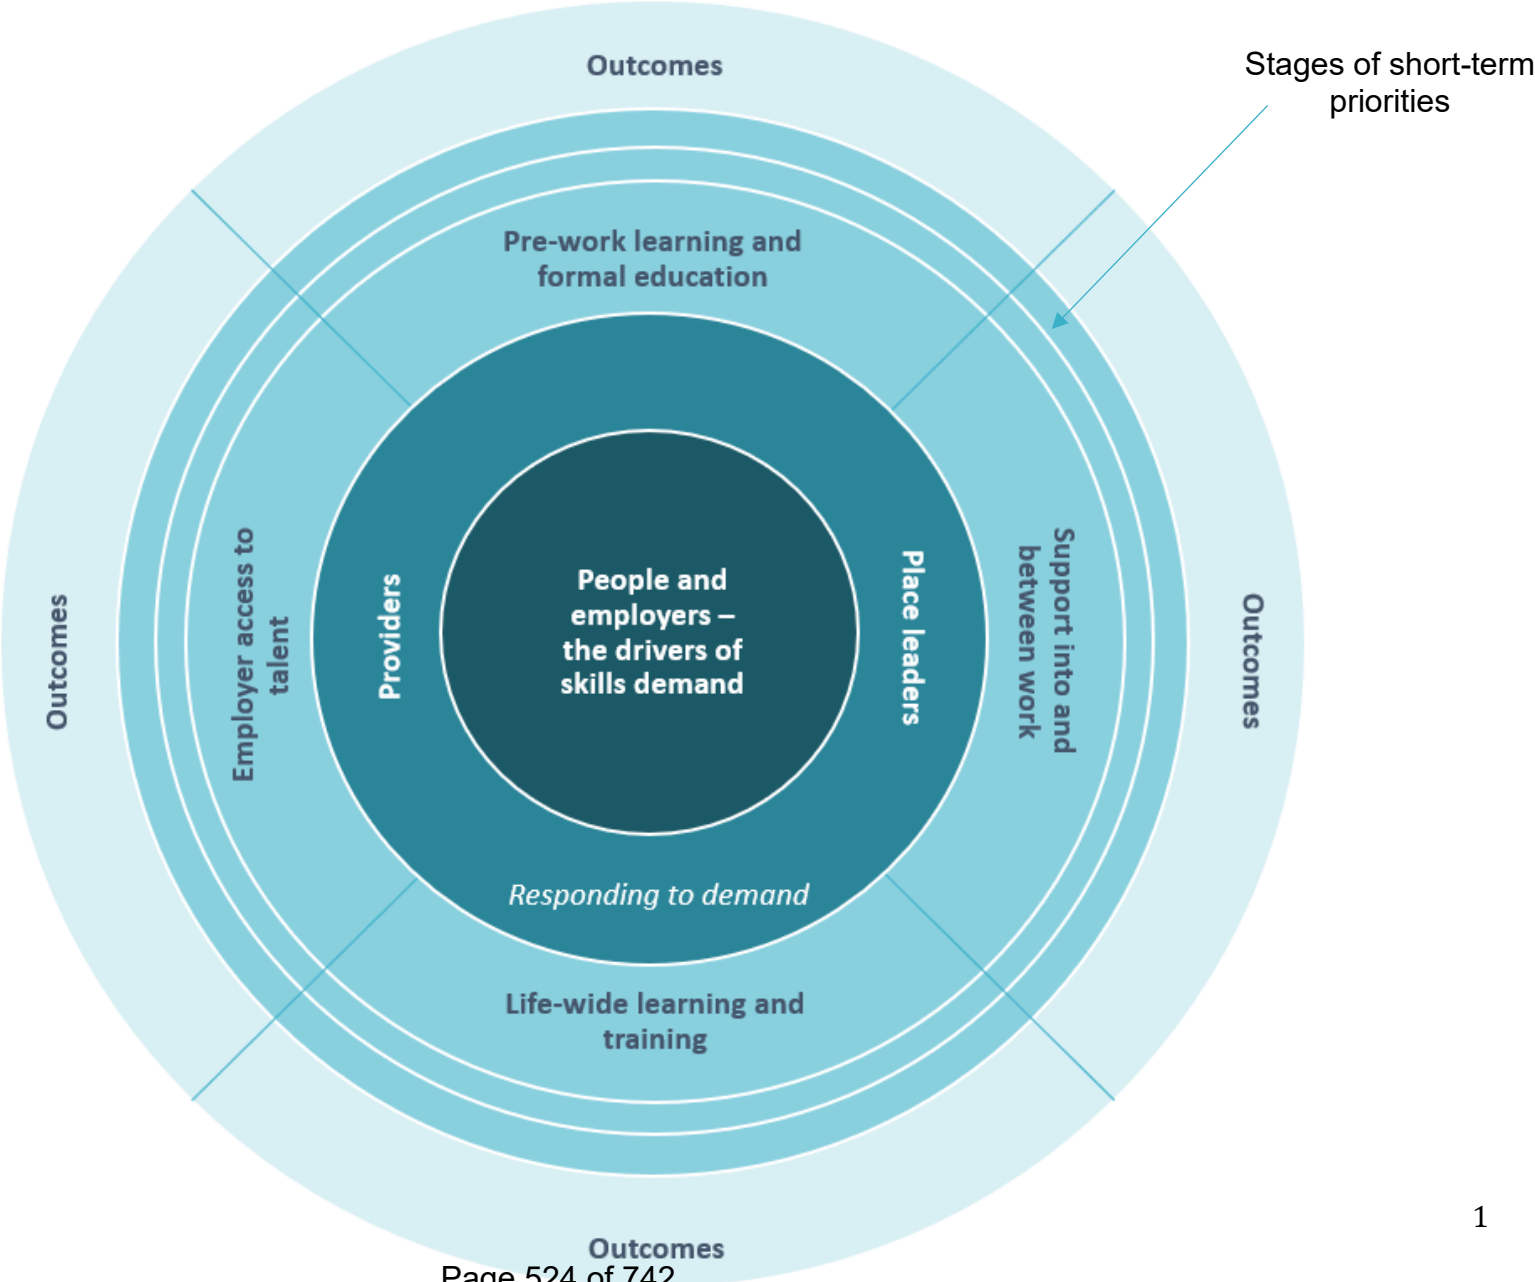 Outcomes
Stages of short-term
priorities
Pre-work learning and
formal education
Outcomes
Employer access to
talent
Providers
People and
employers –
the drivers of
skills demand
Place leaders
Support into and
between work
Outcomes
Responding to demand
Life-wide learning and
training
1
Outcomes
Page 524 of 742